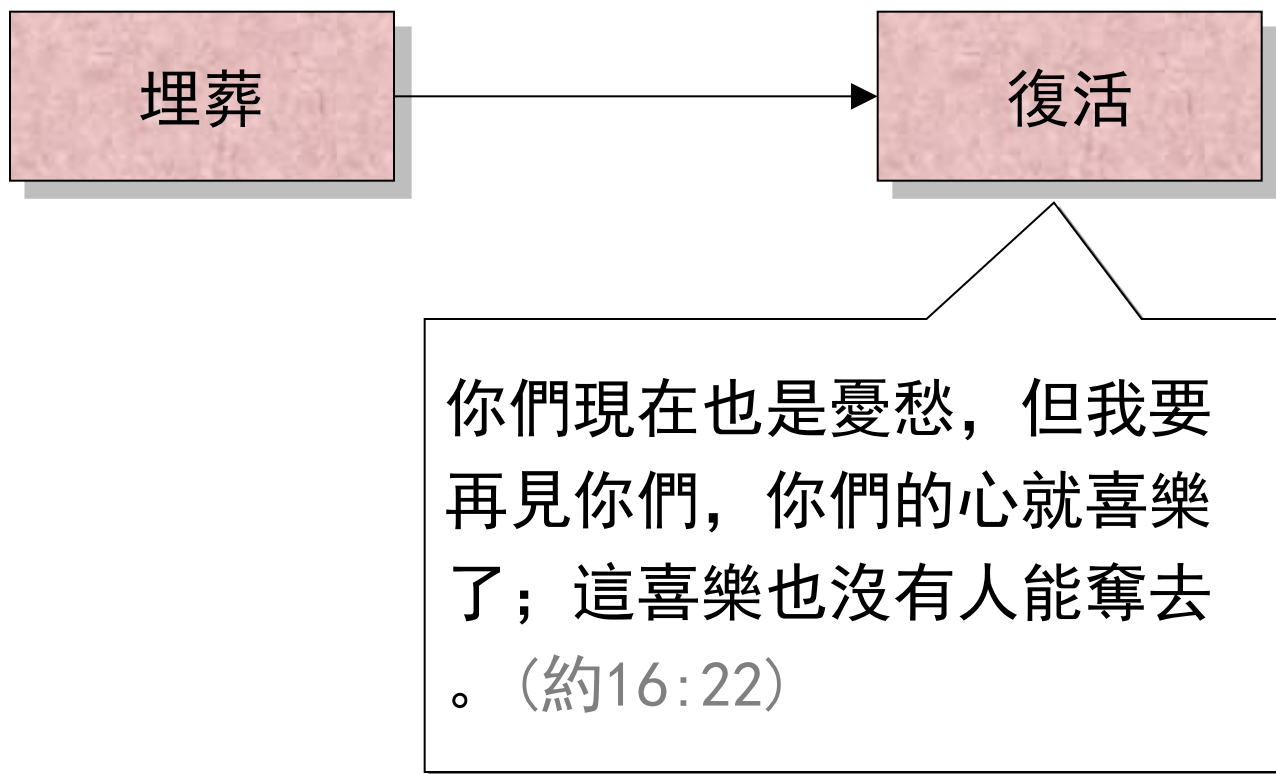 埋葬
復活
你們現在也是憂愁，但我要
再見你們，你們的心就喜樂
了；這喜樂也沒有人能奪去
。(約16:22)